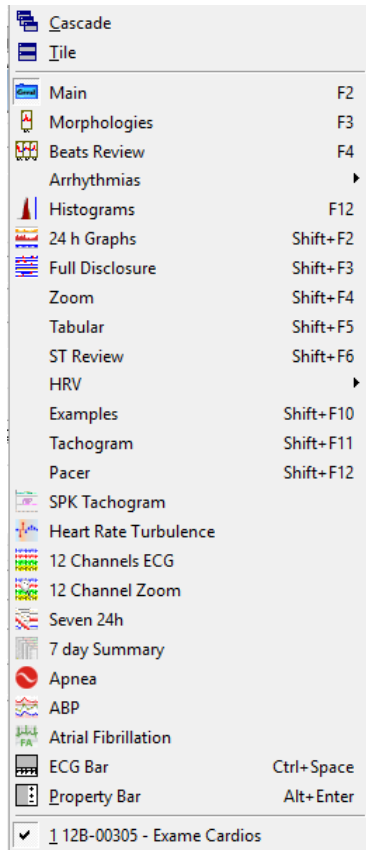 Cascade
Tile
Main F2
Morphologies F3
Beats Review F4
Arrhythmias
Histograms F12
24 h Graphs Shift+F2
Full Disclosure Shift+F3
Zoom Shift+F4
Tabular Shift+F5
ST Review Shift+F6
HRV
Examples Shift+F10
Tachogram Shift+F11
Pacer Shift+F12
SPK Tachogram
Heart Rate Turbulence
12 Channels ECG
12 Channel Zoom
Seven 24h
7 day Summary
Apnea
ABP
FA Atrial Fibrillation
ECG Bar Ctrl+Space
Property Bar Alt+Enter
1 12B-00305 - Exame Cardios